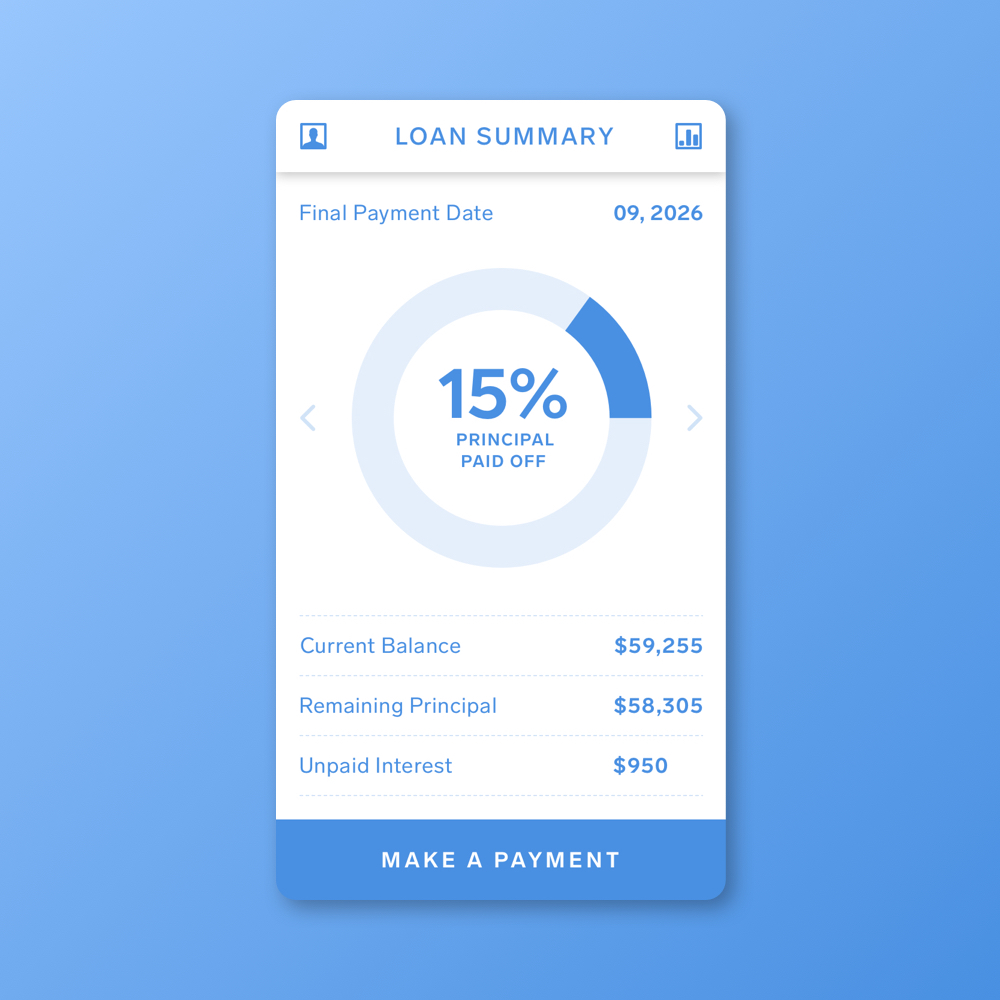 LOAN SUMMARY
Final Payment Date 09, 2026
15%
PRINCIPAL
PAID OFF
Current Balance $59,255
Remaining Principal $58,305
Unpaid Interest $950
MAKE A PAYMENT